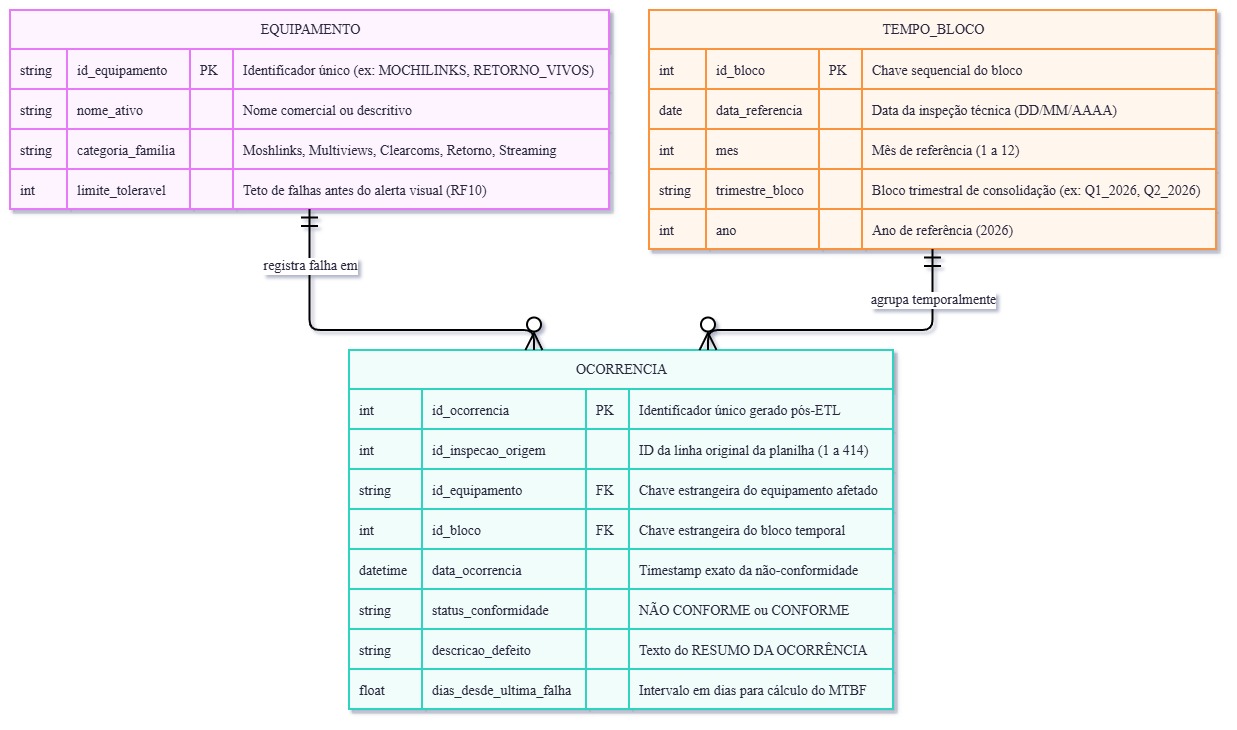 EQUIPAMENTO
string id_equipamento PK Identificador único (ex: MOCHILINKS, RETORNO_VIVOS)
string nome_ativo Nome comercial ou descritivo
string categoria_familia Moshlinks, Multiviews, Clearcoms, Retorno, Streaming
int limite_toleravel Teto de falhas antes do alerta visual (RF10)
TEMPO_BLOCO
int id_bloco PK Chave sequencial do bloco
date data_referencia Data da inspeção técnica (DD/MM/AAAA)
int mes Mês de referência (1 a 12)
string trimestre_bloco Bloco trimestral de consolidação (ex: Q1_2026, Q2_2026)
int ano Ano de referência (2026)
registra falha em
agrupa temporalmente
OCORRENCIA
int id_ocorrencia PK Identificador único gerado pós-ETL
int id_inspecao_origem ID da linha original da planilha (1 a 414)
string id_equipamento FK Chave estrangeira do equipamento afetado
int id_bloco FK Chave estrangeira do bloco temporal
datetime data_ocorrencia Timestamp exato da não-conformidade
string status_conformidade NÃO CONFORME ou CONFORME
string descricao_defeito Texto do RESUMO DA OCORRÊNCIA
float dias_desde_ultima_falha Intervalo em dias para cálculo do MTBF